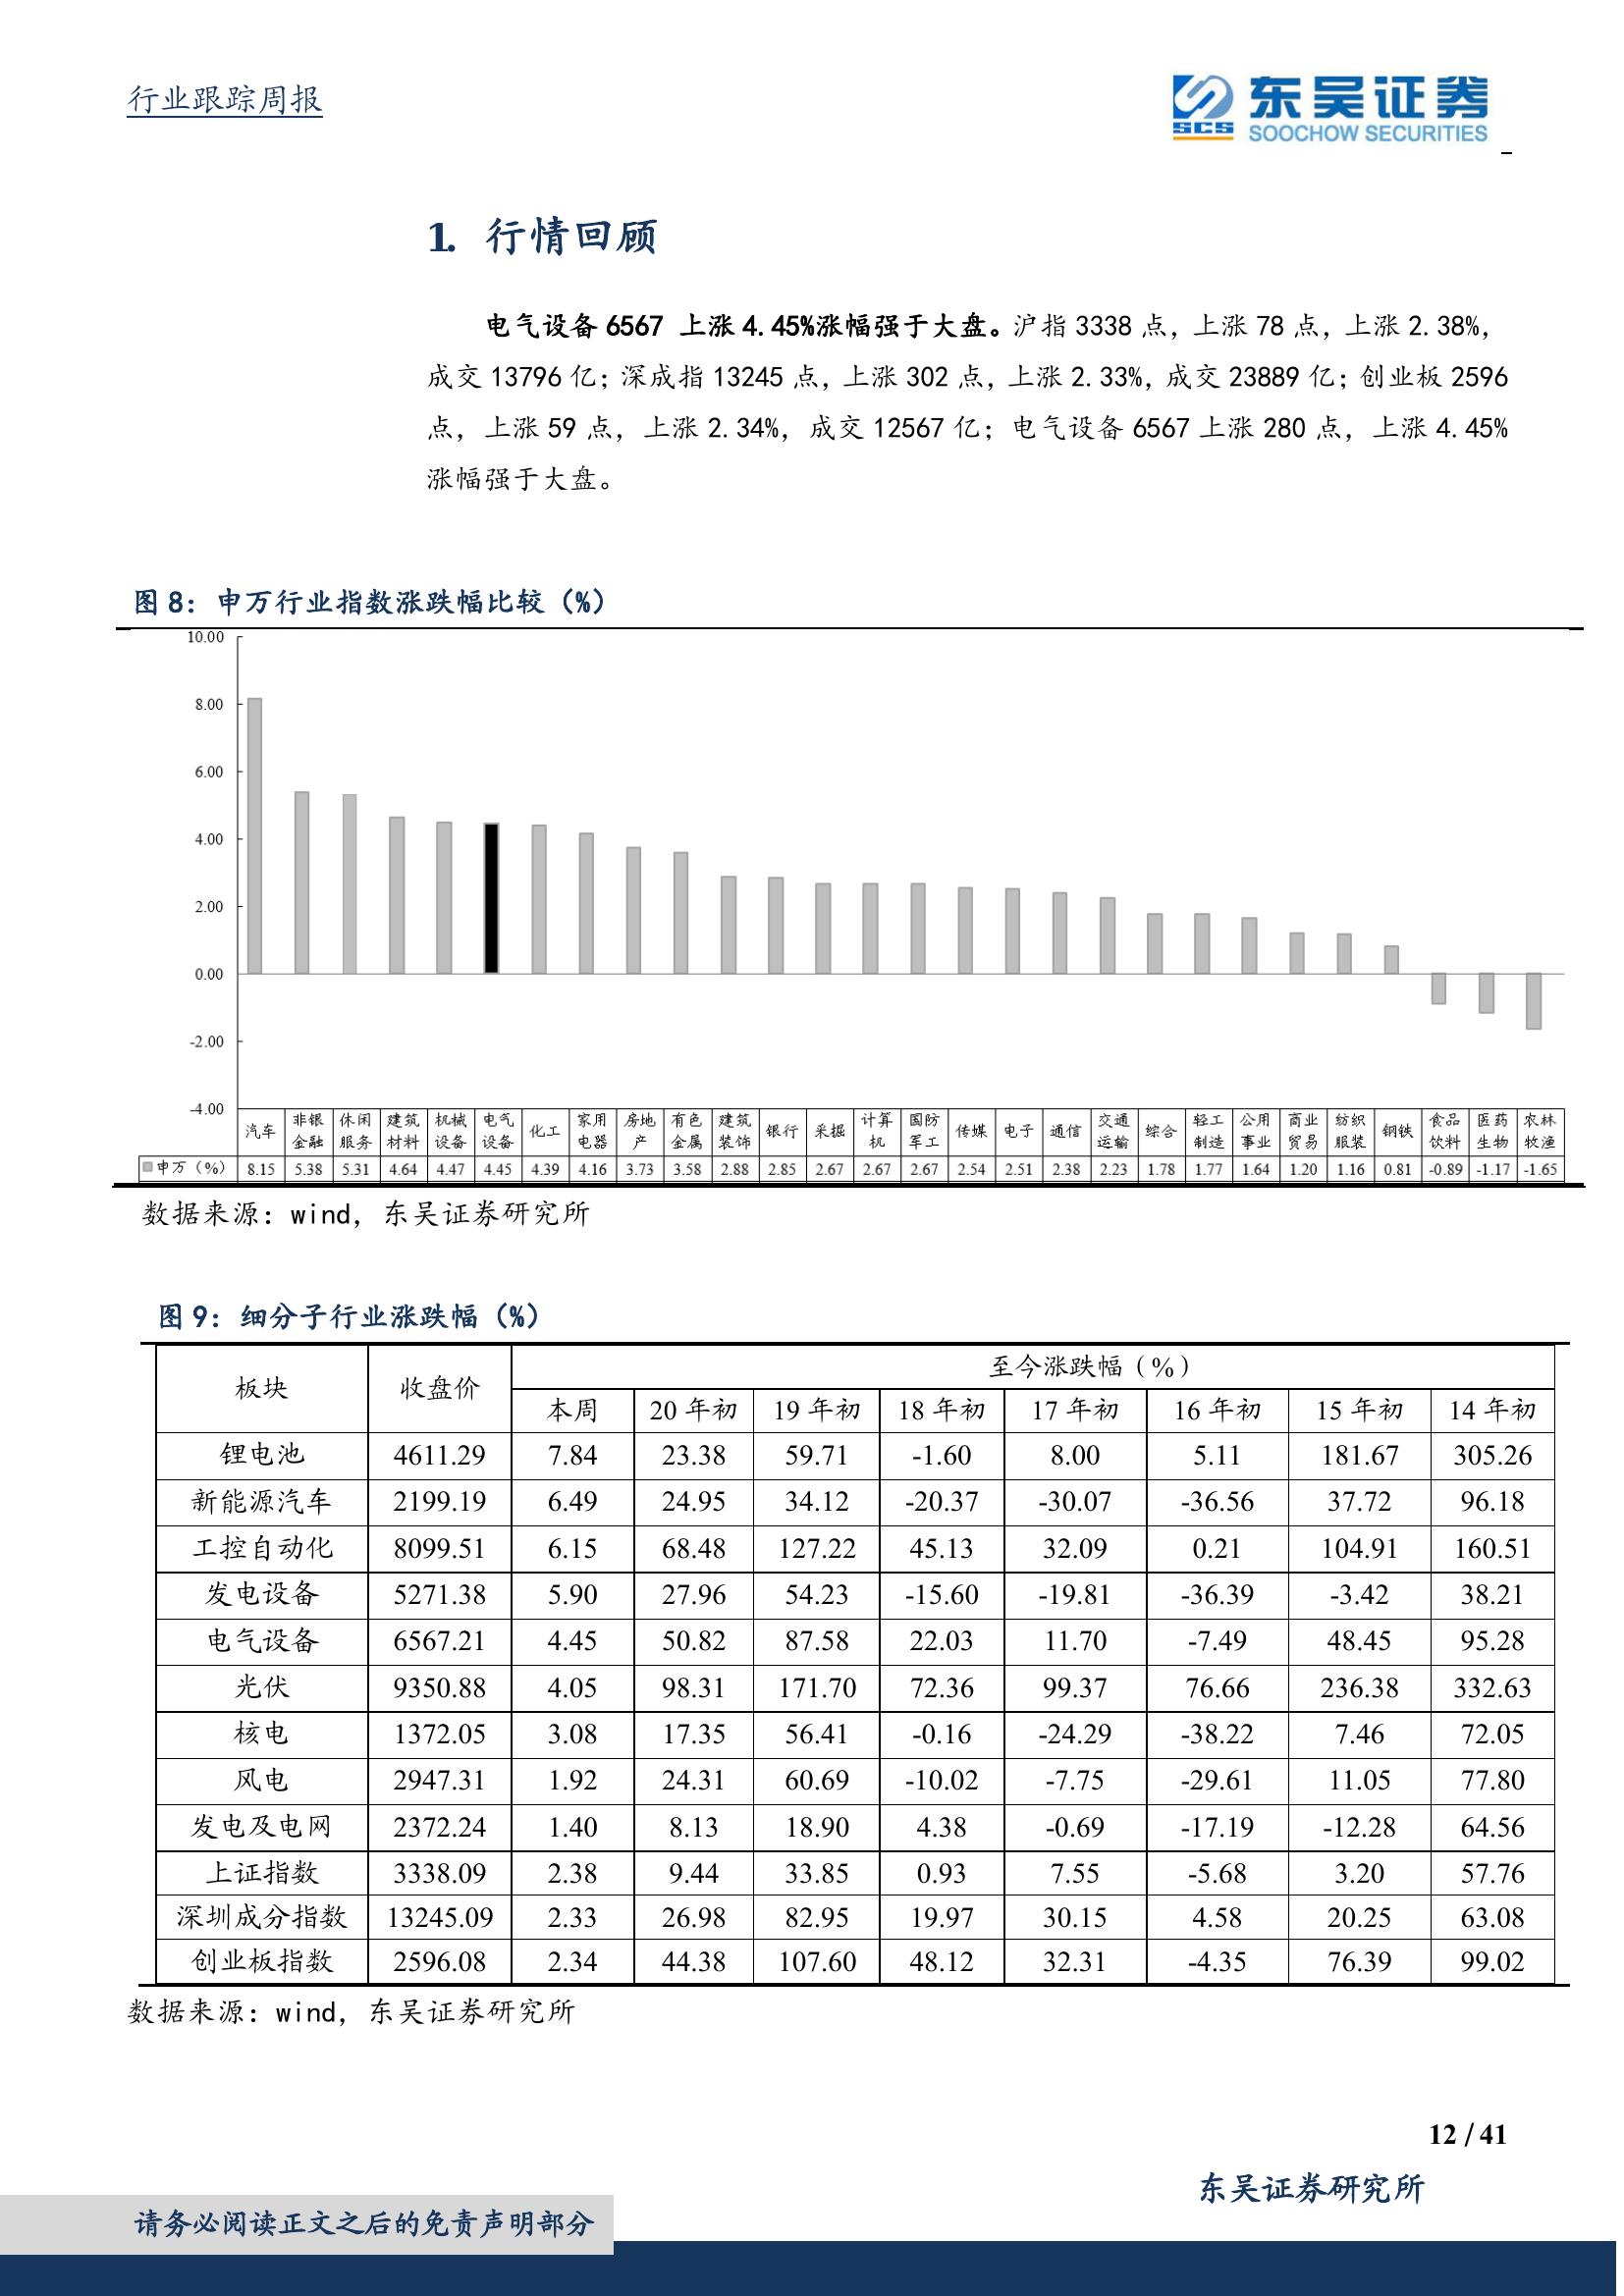 行业跟踪周报
东吴证券
SCS
SOOCHOW SECURITIES
1. 行情回顾
电气设备 6567 上涨 4.45%涨幅强于大盘。沪指 3338 点，上涨 78 点，上涨 2.38%，
成交 13796 亿；深成指 13245 点，上涨 302 点，上涨 2.33%，成交 23889 亿；创业板 2596
点，上涨 59 点，上涨 2.34%，成交 12567 亿；电气设备 6567 上涨 280 点，上涨 4.45%
涨幅强于大盘。
图 8：申万行业指数涨跌幅比较（%）
10.00
8.00
6.00
4.00
2.00
0.00
-2.00
-4.00
汽车 非银金融 休闲服务 建筑材料 机械设备 电气设备 化工 家用电器 房地产 有色金属 建筑装饰 银行 采掘 计算机 国防军工 传媒 电子 通信 交通运输 综合 轻工制造 公用事业 商业贸易 纺织服装 钢铁 食品饮料 医药生物 农林牧渔
申万（%） 8.15 5.38 5.31 4.64 4.47 4.45 4.39 4.16 3.73 3.58 2.88 2.85 2.67 2.67 2.67 2.54 2.51 2.38 2.23 1.78 1.77 1.64 1.20 1.16 0.81 -0.89 -1.17 -1.65
数据来源：wind，东吴证券研究所
图 9：细分子行业涨跌幅（%）
板块 收盘价 至今涨跌幅（%）
本周 20 年初 19 年初 18 年初 17 年初 16 年初 15 年初 14 年初
锂电池 4611.29 7.84 23.38 59.71 -1.60 8.00 5.11 181.67 305.26
新能源汽车 2199.19 6.49 24.95 34.12 -20.37 -30.07 -36.56 37.72 96.18
工控自动化 8099.51 6.15 68.48 127.22 45.13 32.09 0.21 104.91 160.51
发电设备 5271.38 5.90 27.96 54.23 -15.60 -19.81 -36.39 -3.42 38.21
电气设备 6567.21 4.45 50.82 87.58 22.03 11.70 -7.49 48.45 95.28
光伏 9350.88 4.05 98.31 171.70 72.36 99.37 76.66 236.38 332.63
核电 1372.05 3.08 17.35 56.41 -0.16 -24.29 -38.22 7.46 72.05
风电 2947.31 1.92 24.31 60.69 -10.02 -7.75 -29.61 11.05 77.80
发电及电网 2372.24 1.40 8.13 18.90 4.38 -0.69 -17.19 -12.28 64.56
上证指数 3338.09 2.38 9.44 33.85 0.93 7.55 -5.68 3.20 57.76
深圳成分指数 13245.09 2.33 26.98 82.95 19.97 30.15 4.58 20.25 63.08
创业板指数 2596.08 2.34 44.38 107.60 48.12 32.31 -4.35 76.39 99.02
数据来源：wind，东吴证券研究所
12 / 41
东吴证券研究所
请务必阅读正文之后的免责声明部分